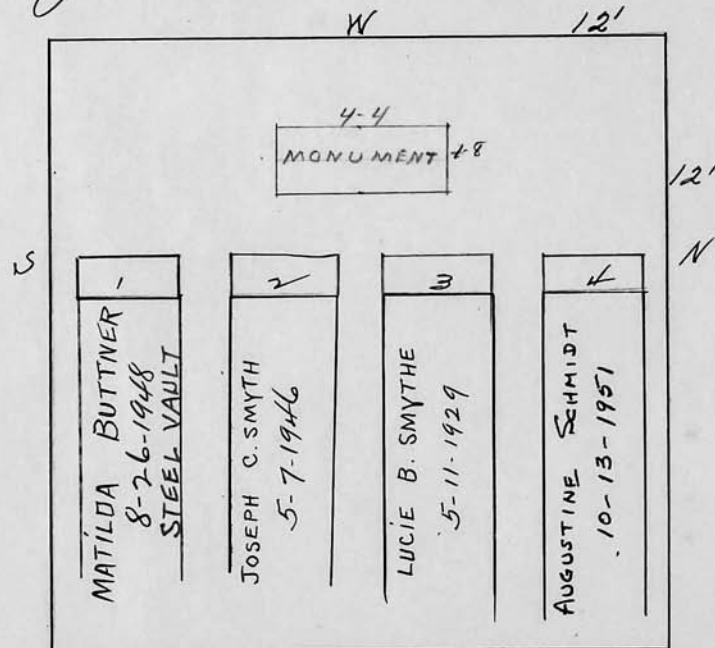 W 12'
4-4
MONUMENT 1-8
12'
S
N
1
2
3
4
MATILDA BUTTNER
8-26-1948
STEEL VAULT
JOSEPH C. SMYTH
5-7-1946
LUCIE B. SMYTHE
5-11-1929
AUGUSTINE SCHMIDT
10-13-1951